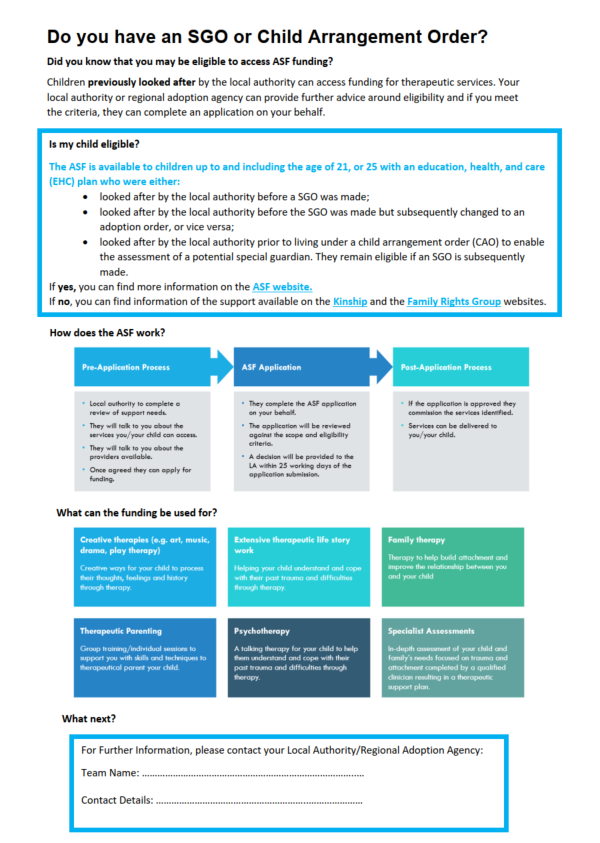 Do you have an SGO or Child Arrangement Order?
Did you know that you may be eligible to access ASF funding?
Children previously looked after by the local authority can access funding for therapeutic services. Your
local authority or regional adoption agency can provide further advice around eligibility and if you meet
the criteria, they can complete an application on your behalf.
Is my child eligible?
The ASF is available to children up to and including the age of 21, or 25 with an education, health, and care
(EHC) plan who were either:
• looked after by the local authority before a SGO was made;
• looked after by the local authority before the SGO was made but subsequently changed to an
adoption order, or vice versa;
• looked after by the local authority prior to living under a child arrangement order (CAO) to enable
the assessment of a potential special guardian. They remain eligible if an SGO is subsequently
made.
If yes, you can find more information on the ASF website.
If no, you can find information of the support available on the Kinship and the Family Rights Group websites.
How does the ASF work?
Pre-Application Process
• Local authority to complete a
review of support needs.
• They will talk to you about the
services you/your child can access.
• They will talk to you about the
providers available.
• Once agreed they can apply for
funding.
ASF Application
• They complete the ASF application
on your behalf.
• The application will be reviewed
against the scope and eligibility
criteria.
• A decision will be provided to the
LA within 25 working days of the
application submission.
Post-Application Process
• If the application is approved they
commission the services identified.
• Services can be delivered to
you/your child.
What can the funding be used for?
Creative therapies (e.g. art, music,
drama, play therapy)
Creative ways for your child to process
their thoughts, feelings and history
through therapy.
Extensive therapeutic life story
work
Helping your child understand and cope
with their past trauma and difficulties
through therapy.
Family therapy
Therapy to help build attachment and
improve the relationship between you
and your child
Therapeutic Parenting
Group training/individual sessions to
support you with skills and techniques to
therapeutical parent your child.
Psychotherapy
A talking therapy for your child to help
them understand and cope with their
past trauma and difficulties through
therapy.
Specialist Assessments
In-depth assessment of your child and
family's needs focused on trauma and
attachment completed by a qualified
clinician resulting in a therapeutic
support plan.
What next?
For Further Information, please contact your Local Authority/Regional Adoption Agency:
Team Name: ……………………………………………………………………
Contact Details: …………………………………………………………………